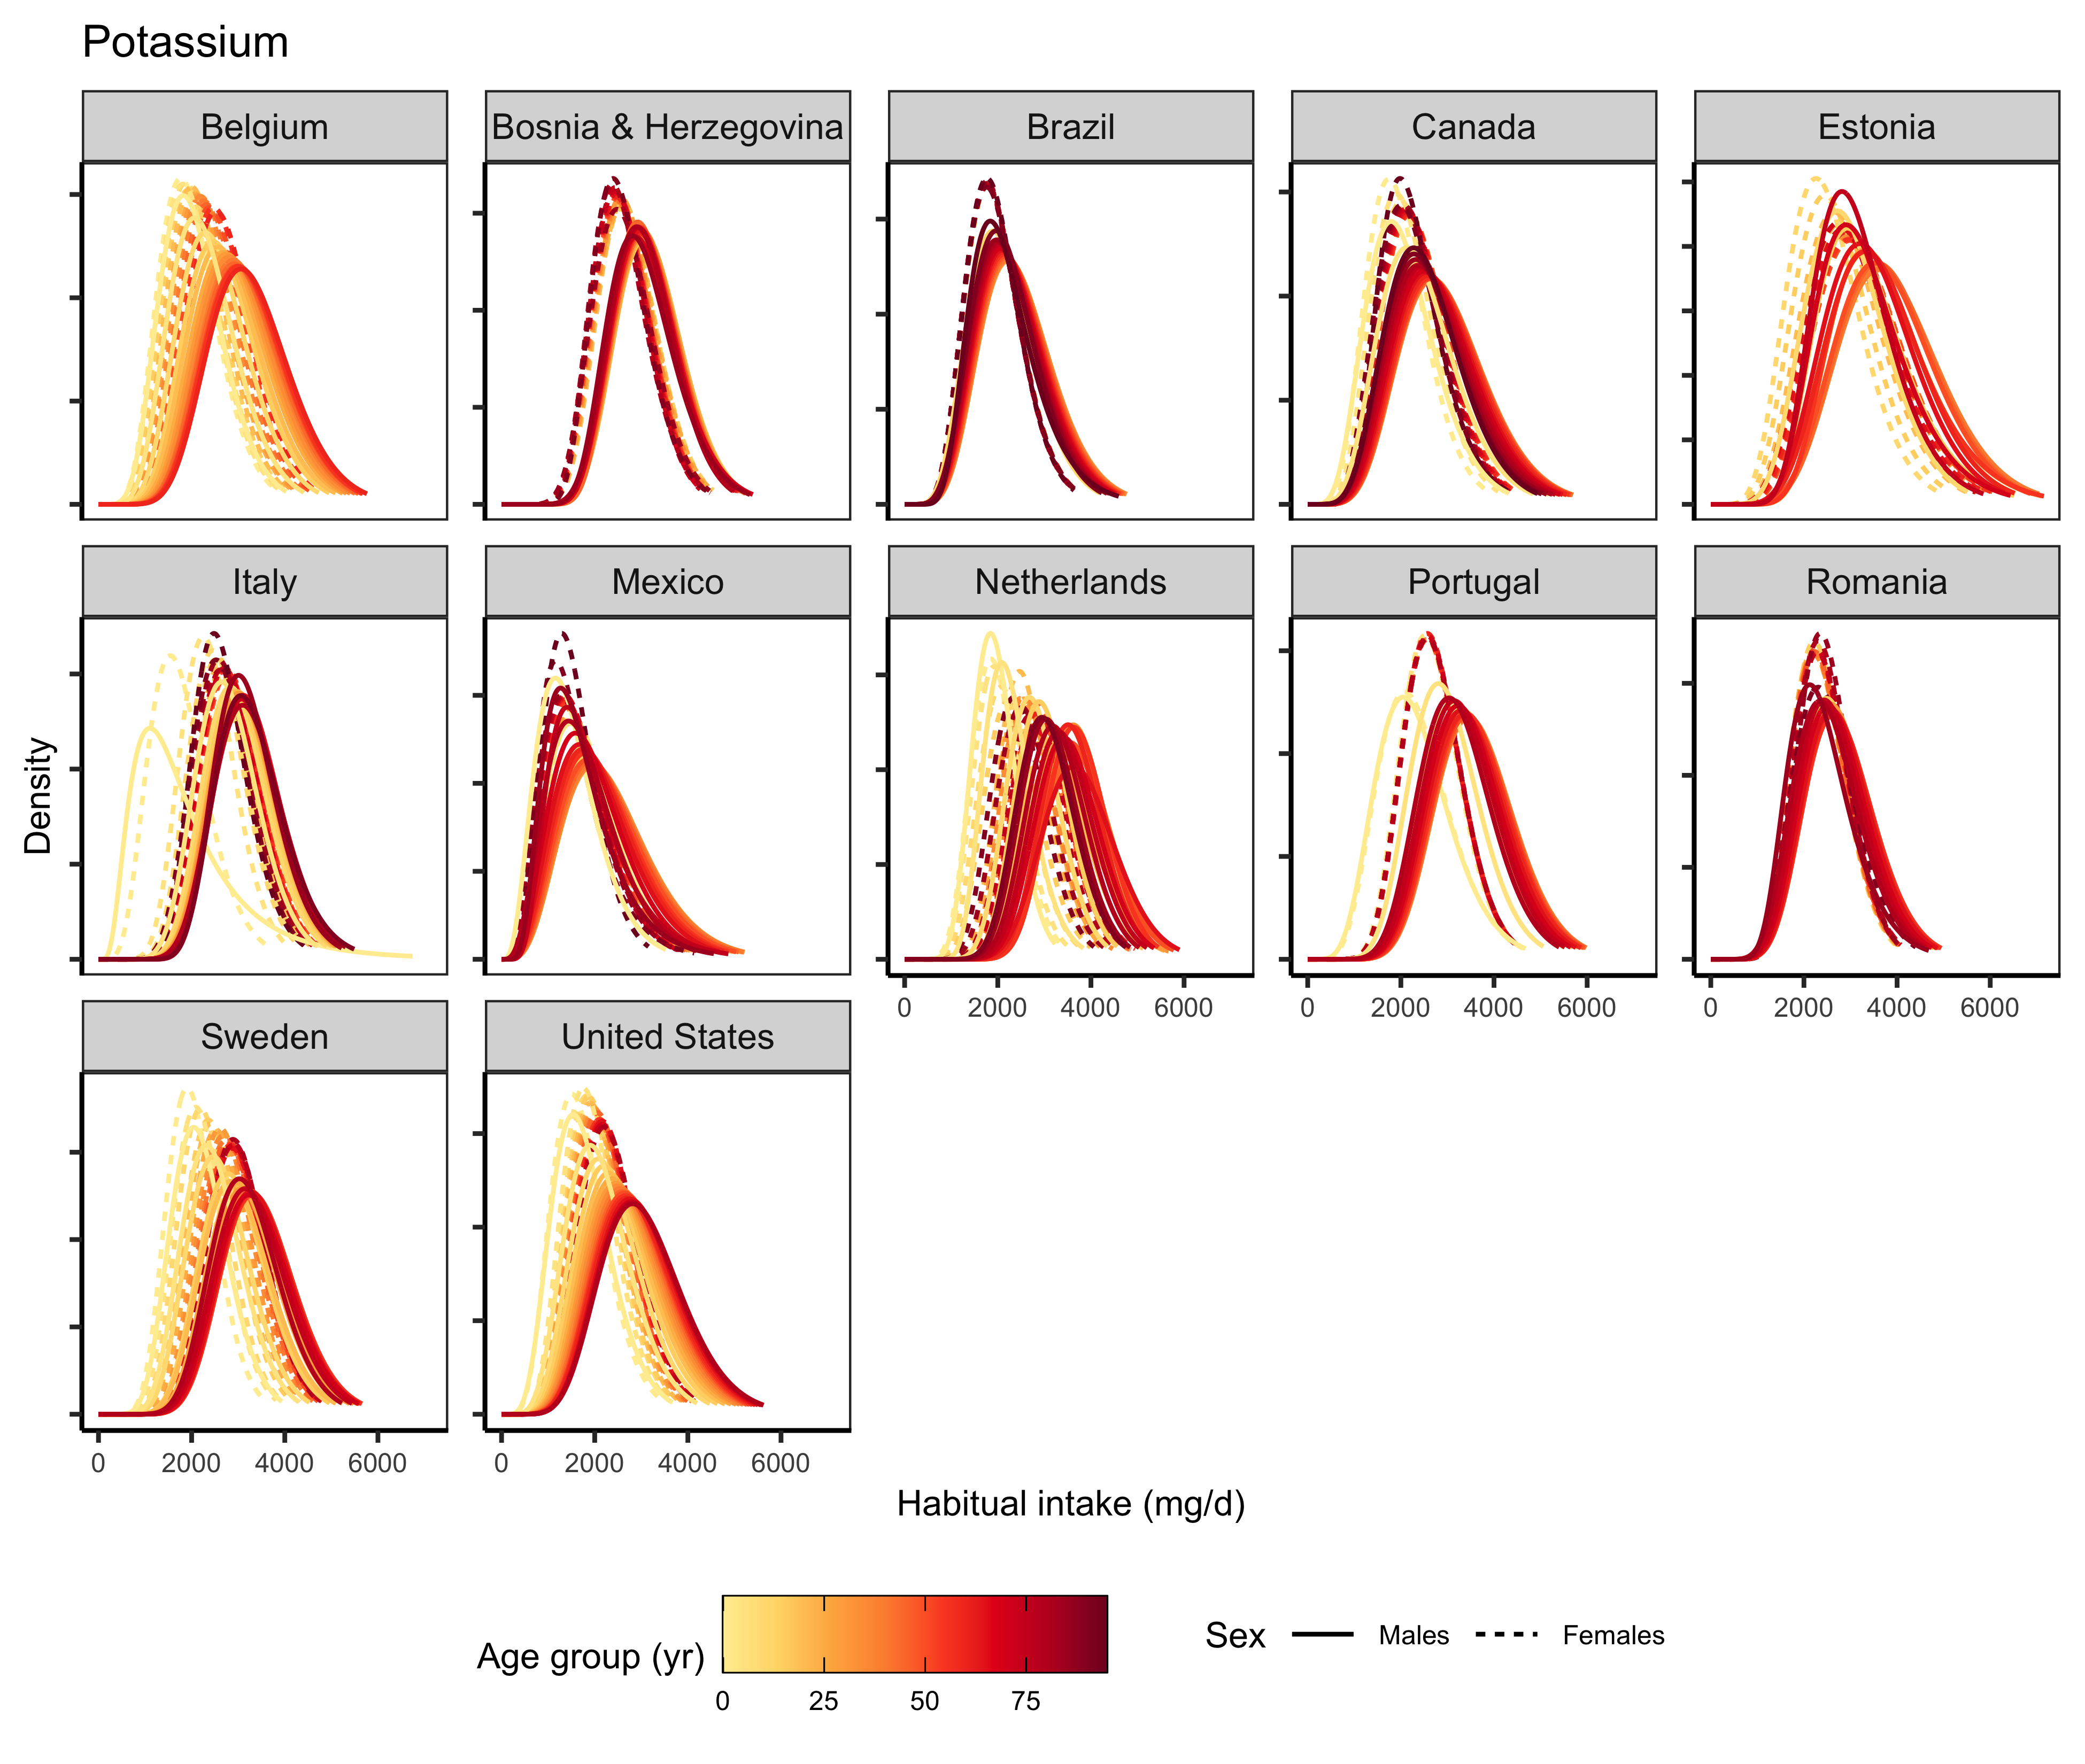 Potassium
Belgium
Bosnia & Herzegovina
Brazil
Canada
Estonia
Italy
Mexico
Netherlands
Portugal
Romania
Density
0 2000 4000 6000
0 2000 4000 6000
0 2000 4000 6000
Sweden
United States
0 2000 4000 6000
0 2000 4000 6000
Habitual intake (mg/d)
Age group (yr)
0 25 50 75
Sex
Males
Females